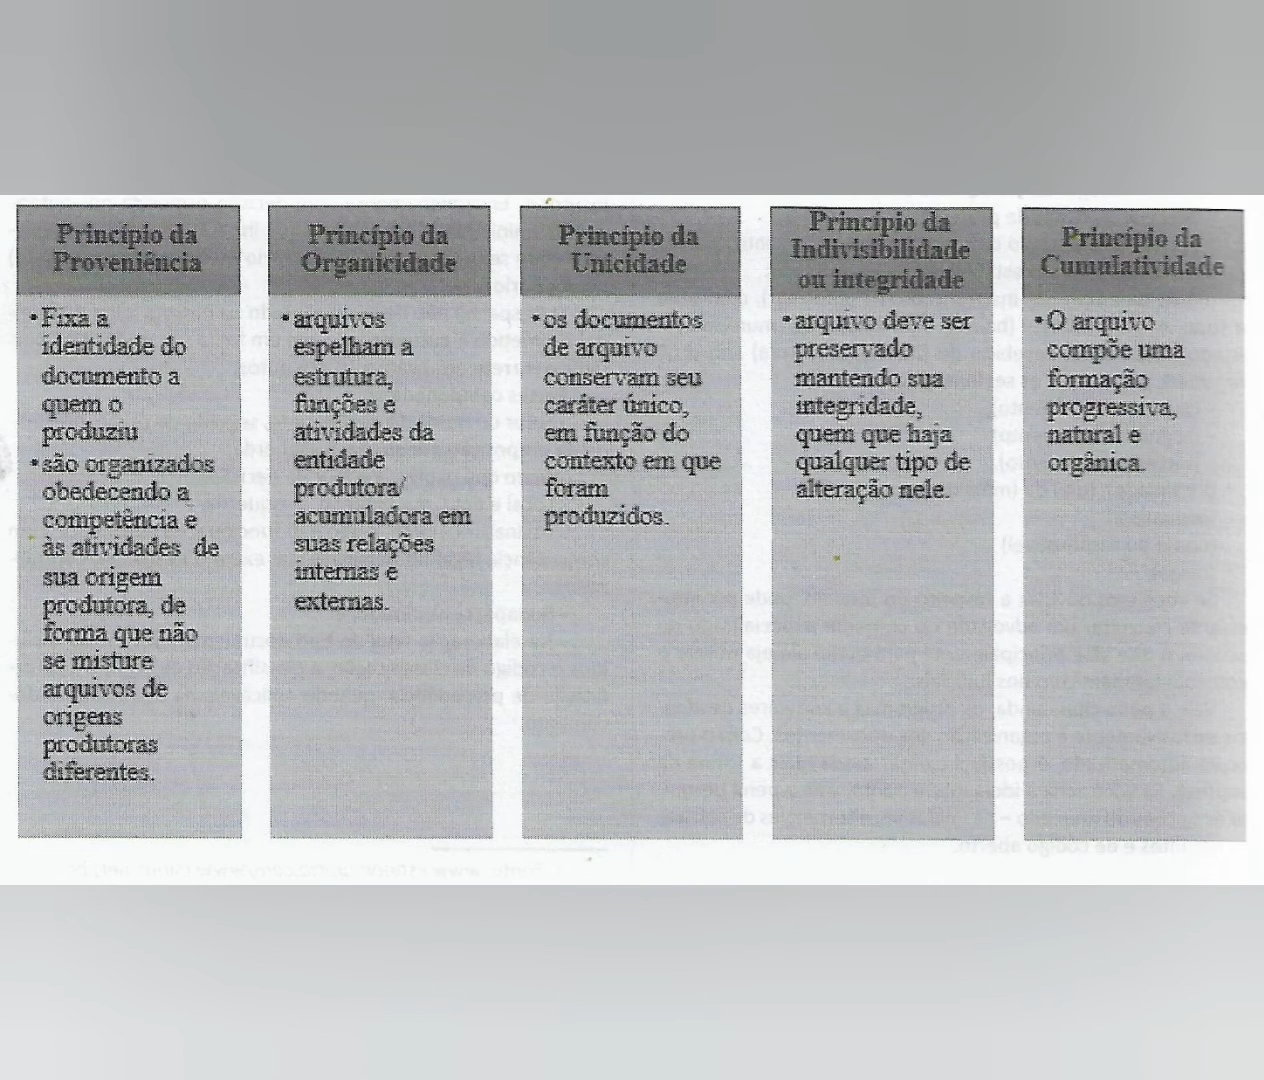 Princípio da
Proveniência
• Fixa a
identidade do
documento a
quem o
produziu
• são organizados
obedecendo a
competência e
às atividades de
sua origem
produtora, de
forma que não
se misture
arquivos de
origens
produtoras
diferentes.
Princípio da
Organicidade
• arquivos
espelham a
estrutura,
funções e
atividades da
entidade
produtora/
acumuladora em
suas relações
internas e
externas.
Princípio da
Unicidade
• os documentos
de arquivo
conservam seu
caráter único,
em função do
contexto em que
foram
produzidos.
Princípio da
Indivisibilidade
ou integridade
• arquivo deve ser
preservado
mantendo sua
integridade,
quem que haja
qualquer tipo de
alteração nele.
Princípio da
Cumulatividade
• O arquivo
compõe uma
formação
progressiva,
natural e
orgânica.